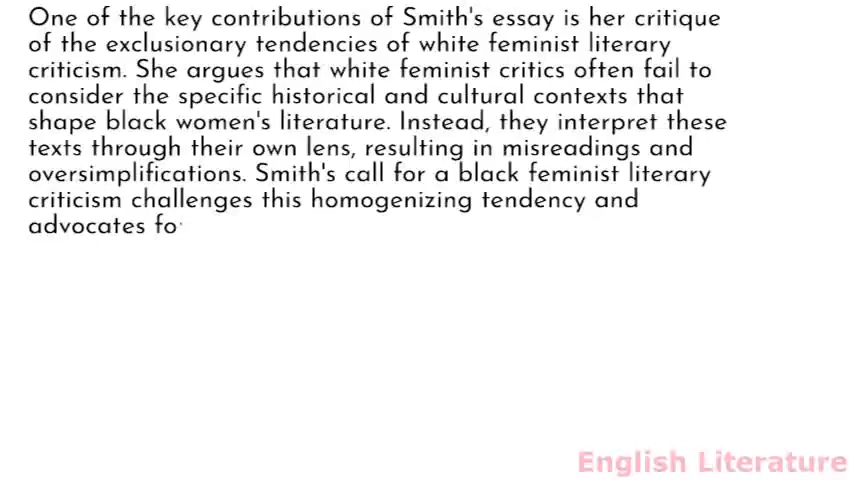 One of the key contributions of Smith's essay is her critique
of the exclusionary tendencies of white feminist literary
criticism. She argues that white feminist critics often fail to
consider the specific historical and cultural contexts that
shape black women's literature. Instead, they interpret these
texts through their own lens, resulting in misreadings and
oversimplifications. Smith's call for a black feminist literary
criticism challenges this homogenizing tendency and
advocates fo
English Literature